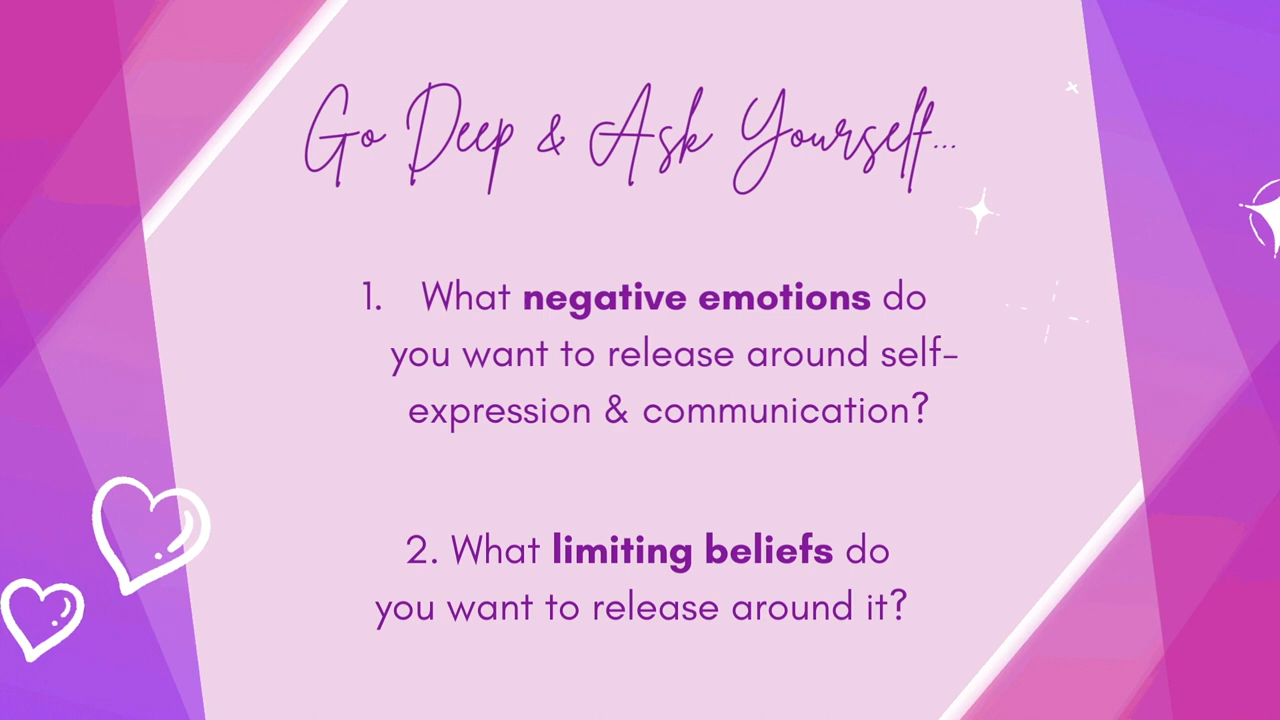 Go Deep & Ask Yourself...
1. What negative emotions do
you want to release around self-
expression & communication?
2. What limiting beliefs do
you want to release around it?